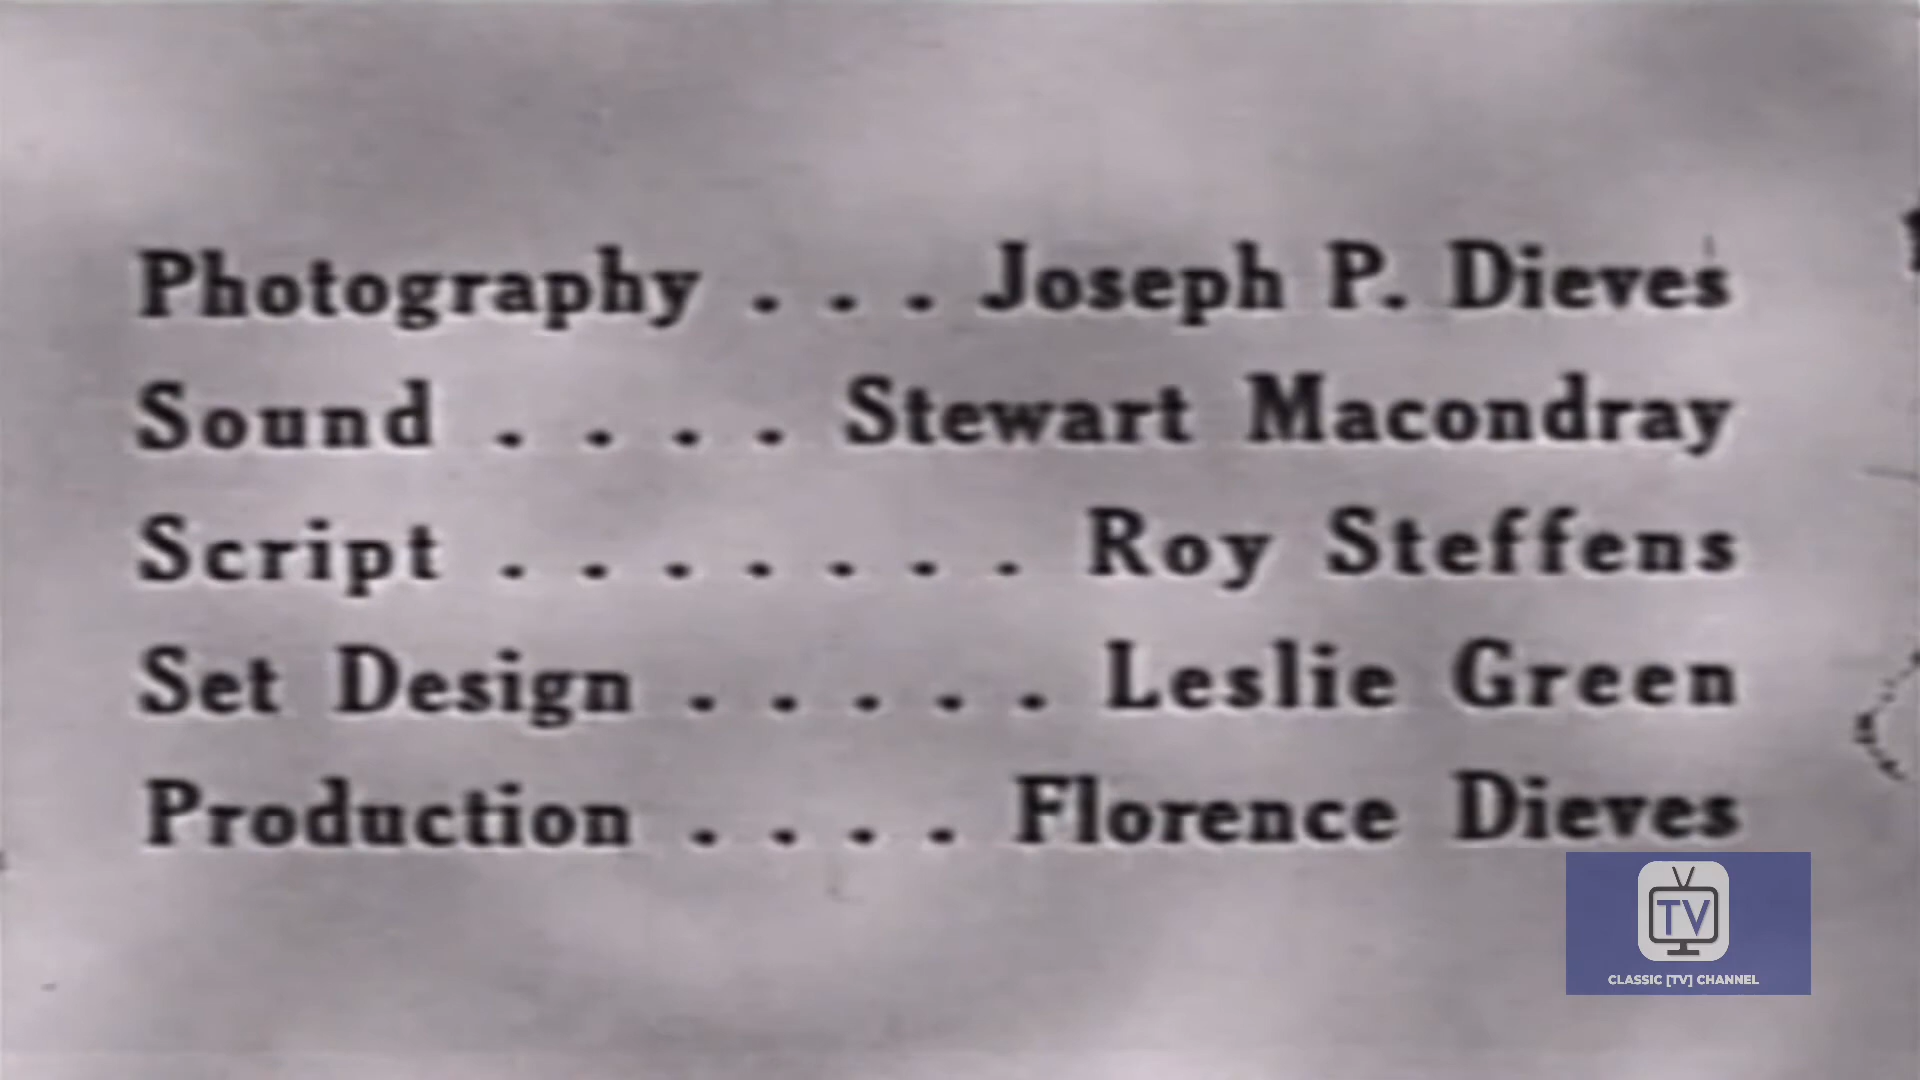 Photography . . . Joseph P. Dieves
Sound . . . . Stewart Macondray
Script . . . . . . . Roy Steffens
Set Design . . . . . Leslie Green
Production . . . . Florence Dieves
TV
CLASSIC [TV] CHANNEL